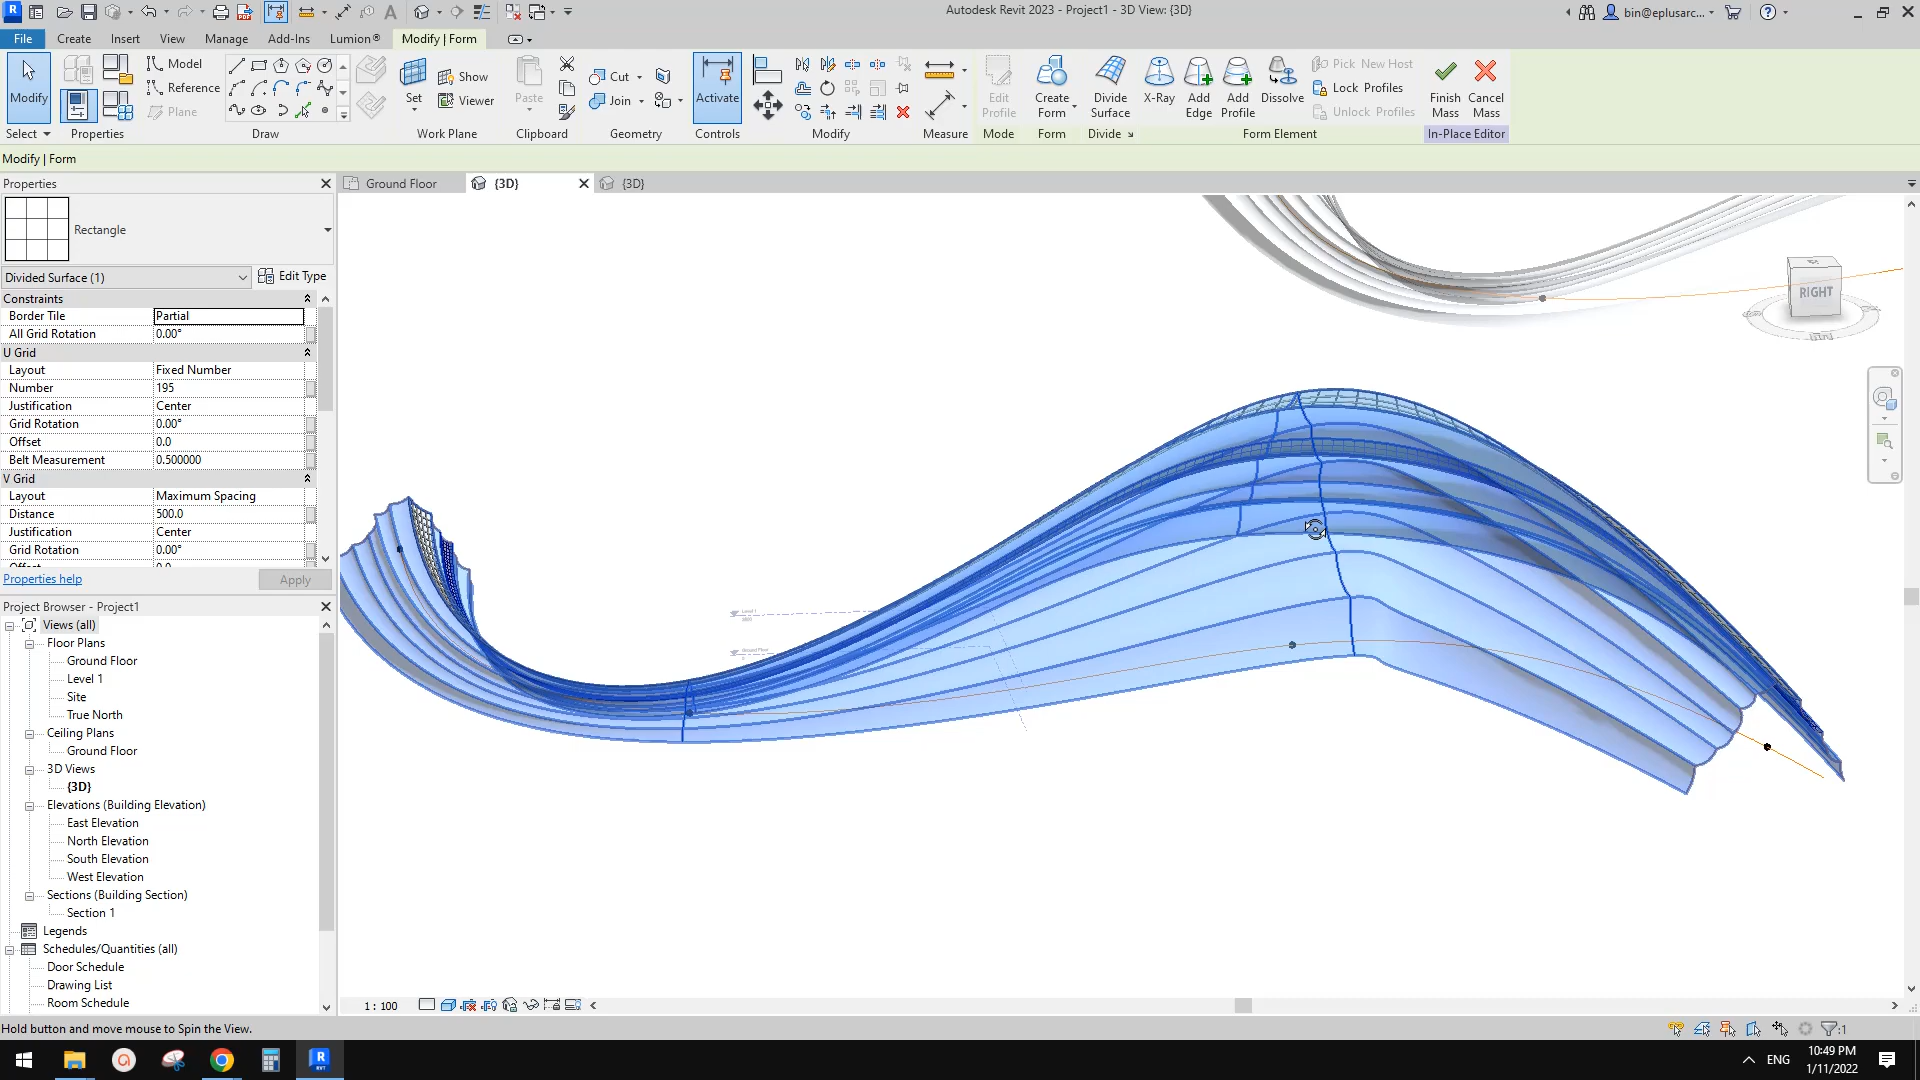 Autodesk Revit 2023 - Project1 - 3D View: {3D}
bin@eplusarc...
File Create Insert View Manage Add-Ins Lumion® Modify | Form
Modify
Model
Reference
Plane
Set
Show
Viewer
Paste
Cut
Join
Activate
Edit Profile
Create Form
Divide Surface
X-Ray
Add Edge
Add Profile
Dissolve
Pick New Host
Lock Profiles
Unlock Profiles
Finish Mass
Cancel Mass
Select Properties Draw Work Plane Clipboard Geometry Controls Modify Measure Mode Form Divide Form Element In-Place Editor
Modify | Form
Properties
Ground Floor
{3D}
{3D}
Rectangle
Divided Surface (1)
Edit Type
Constraints
Border Tile Partial
All Grid Rotation 0.00°
U Grid
Layout Fixed Number
Number 195
Justification Center
Grid Rotation 0.00°
Offset 0.0
Belt Measurement 0.500000
V Grid
Layout Maximum Spacing
Distance 500.0
Justification Center
Grid Rotation 0.00°
Properties help
Apply
RIGHT
Project Browser - Project1
Views (all)
Floor Plans
Ground Floor
Level 1
Site
True North
Ceiling Plans
Ground Floor
3D Views
{3D}
Elevations (Building Elevation)
East Elevation
North Elevation
South Elevation
West Elevation
Sections (Building Section)
Section 1
Legends
Schedules/Quantities (all)
Door Schedule
Drawing List
Room Schedule
1 : 100
Hold button and move mouse to Spin the View.
:1
ENG
10:49 PM
1/11/2022